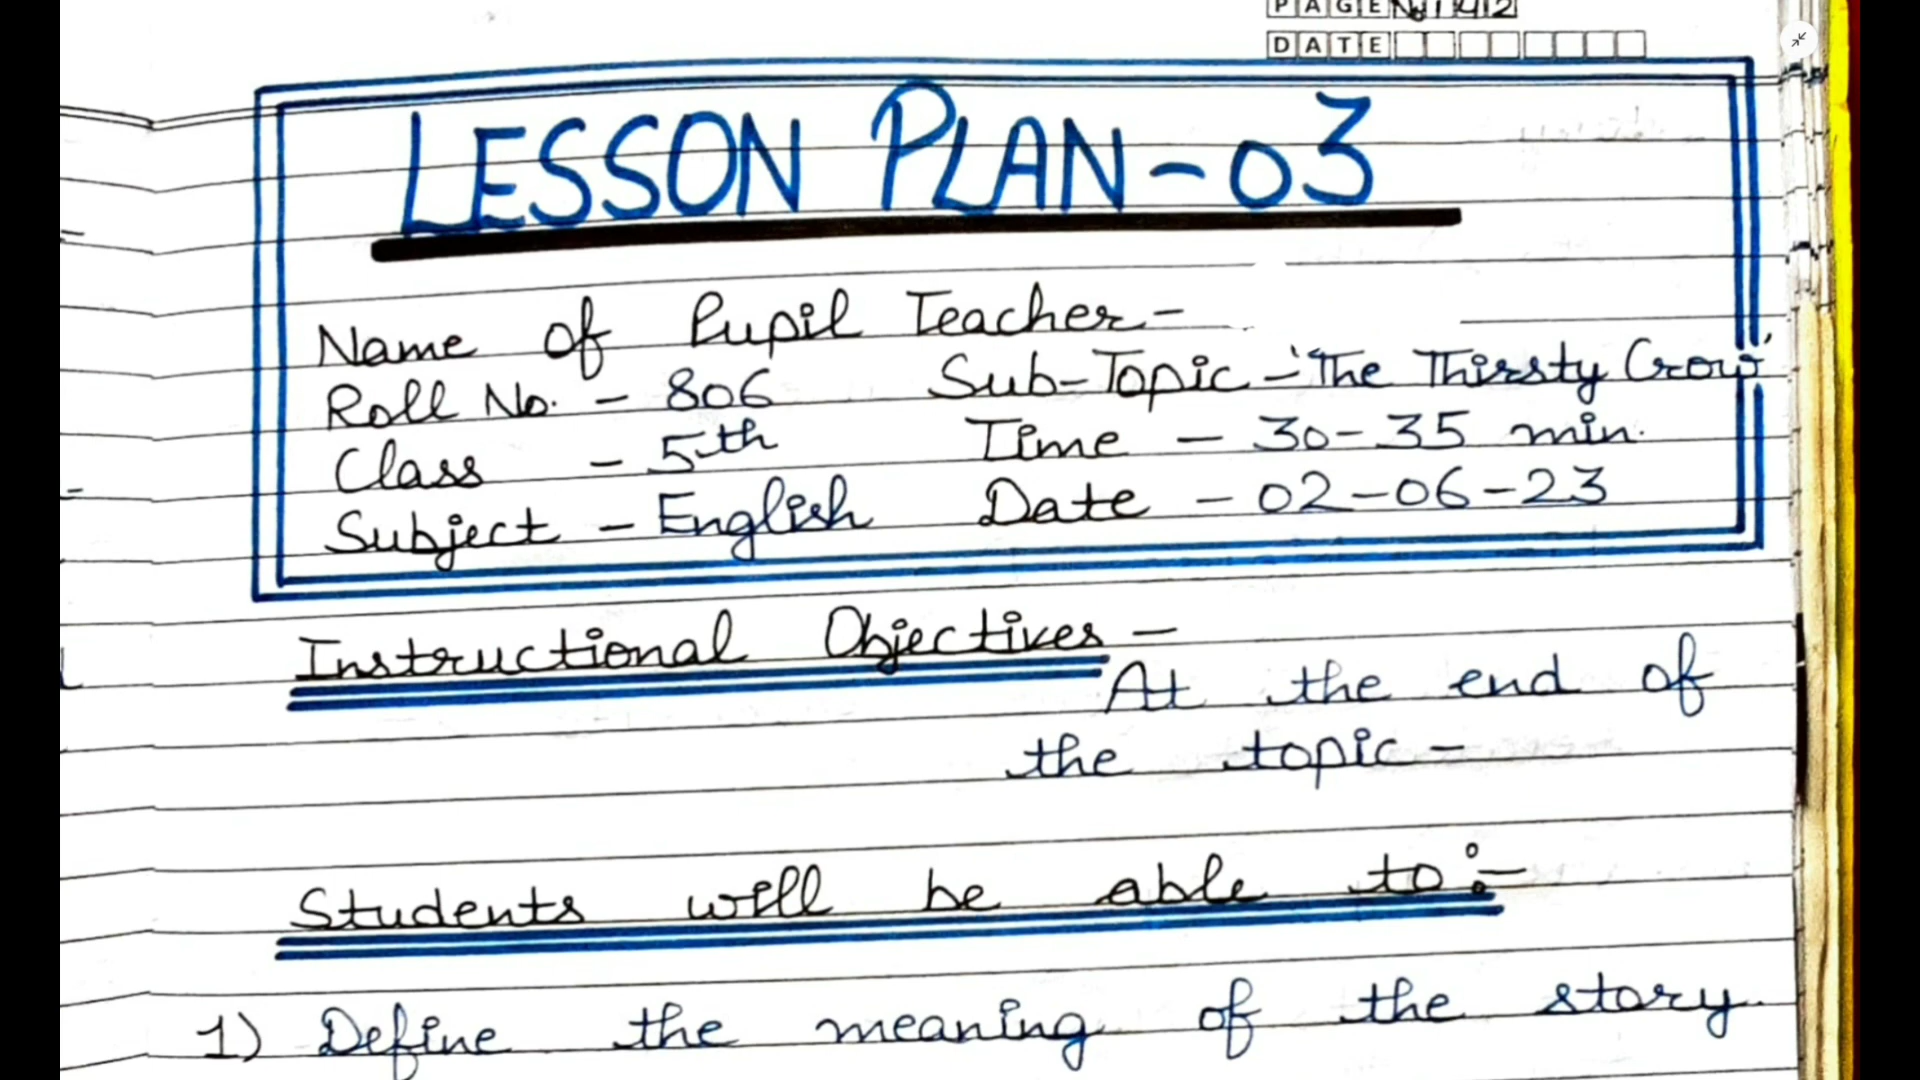 PAGE
DATE
LESSON PLAN-03
Name of Pupil Teacher-
Roll No. - 806 Sub-Topic - 'The Thirsty Crow'
Class - 5th Time - 30-35 min.
Subject - English Date - 02-06-23
Instructional Objectives -
At the end of
the topic -
Students will be able to :-
1) Define the meaning of the story